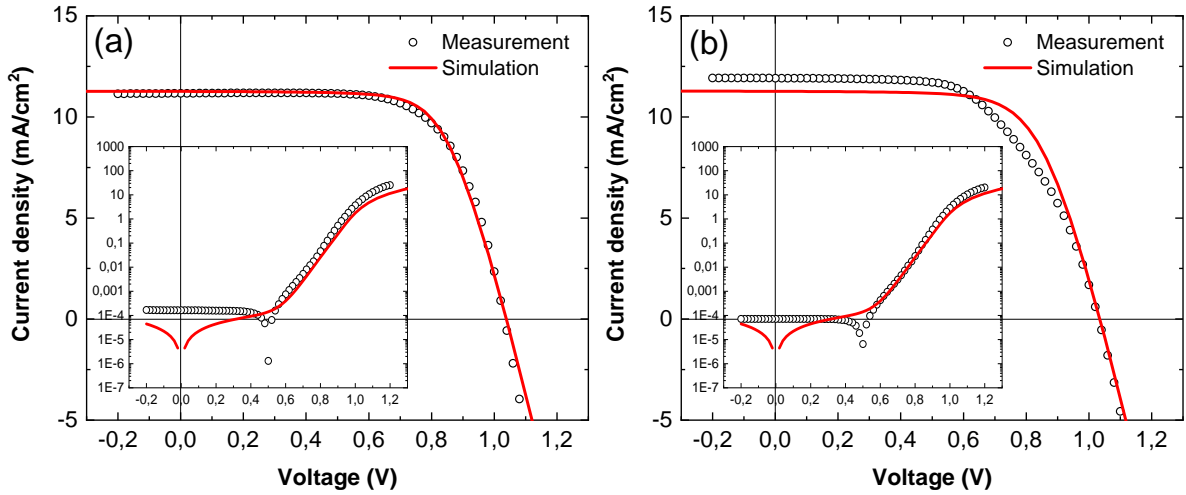 (a)
Measurement
Simulation
Current density (mA/cm²)
15
10
5
0
-5
1000
100
10
1
0,1
0,01
0,001
1E-4
1E-5
1E-6
1E-7
-0,2 0,0 0,2 0,4 0,6 0,8 1,0 1,2
-0,2 0,0 0,2 0,4 0,6 0,8 1,0 1,2
Voltage (V)
(b)
Measurement
Simulation
Current density (mA/cm²)
15
10
5
0
-5
1000
100
10
1
0,1
0,01
0,001
1E-4
1E-5
1E-6
1E-7
-0,2 0,0 0,2 0,4 0,6 0,8 1,0 1,2
-0,2 0,0 0,2 0,4 0,6 0,8 1,0 1,2
Voltage (V)